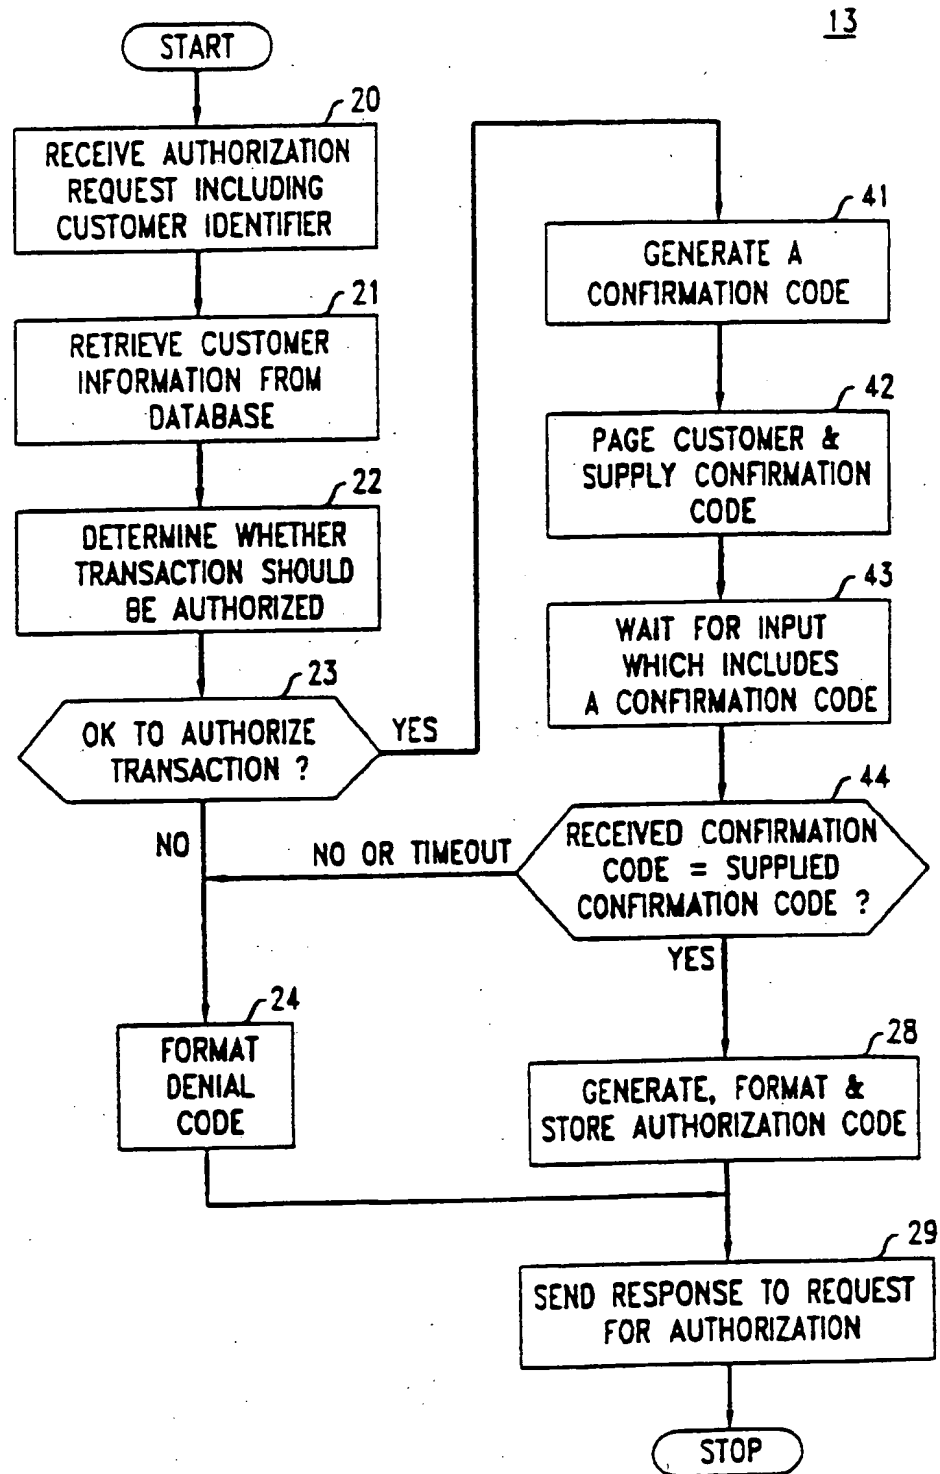 13
START
20
RECEIVE AUTHORIZATION
REQUEST INCLUDING
CUSTOMER IDENTIFIER
21
RETRIEVE CUSTOMER
INFORMATION FROM
DATABASE
22
DETERMINE WHETHER
TRANSACTION SHOULD
BE AUTHORIZED
23
OK TO AUTHORIZE
TRANSACTION ?
YES
NO
41
GENERATE A
CONFIRMATION CODE
42
PAGE CUSTOMER &
SUPPLY CONFIRMATION
CODE
43
WAIT FOR INPUT
WHICH INCLUDES
A CONFIRMATION CODE
44
RECEIVED CONFIRMATION
CODE = SUPPLIED
CONFIRMATION CODE ?
NO OR TIMEOUT
YES
24
FORMAT
DENIAL
CODE
28
GENERATE, FORMAT &
STORE AUTHORIZATION CODE
29
SEND RESPONSE TO REQUEST
FOR AUTHORIZATION
STOP